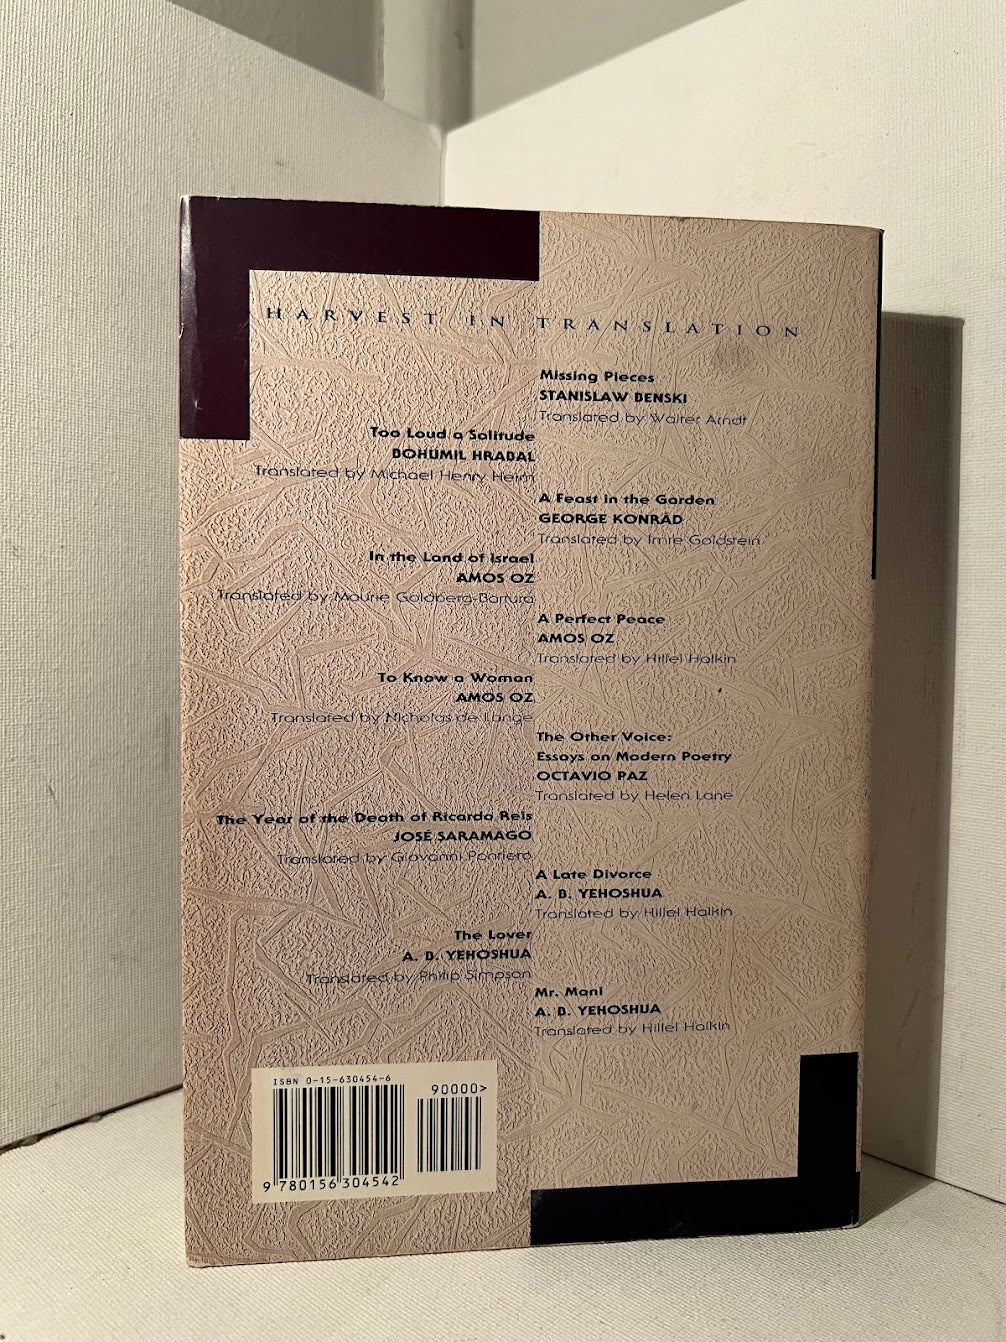 HARVEST IN TRANSLATION
Missing Pieces
STANISLAW BENSKI
Translated by Walter Arndt
Too Loud a Solitude
BOHUMIL HRABAL
Translated by Michael Henry Heim
A Feast in the Garden
GEORGE KONRÁD
Translated by Imre Goldstein
In the Land of Israel
AMOS OZ
Translated by Maurie Goldberg-Bartura
A Perfect Peace
AMOS OZ
Translated by Hillel Halkin
To Know a Woman
AMOS OZ
Translated by Nicholas de Lange
The Other Voice:
Essays on Modern Poetry
OCTAVIO PAZ
Translated by Helen Lane
The Year of the Death of Ricardo Reis
JOSÉ SARAMAGO
Translated by Giovanni Pontiero
A Late Divorce
A. B. YEHOSHUA
Translated by Hillel Halkin
The Lover
A. B. YEHOSHUA
Translated by Philip Simpson
Mr. Mani
A. B. YEHOSHUA
Translated by Hillel Halkin
ISBN 0-15-630454-6
90000>
9 780156 304542